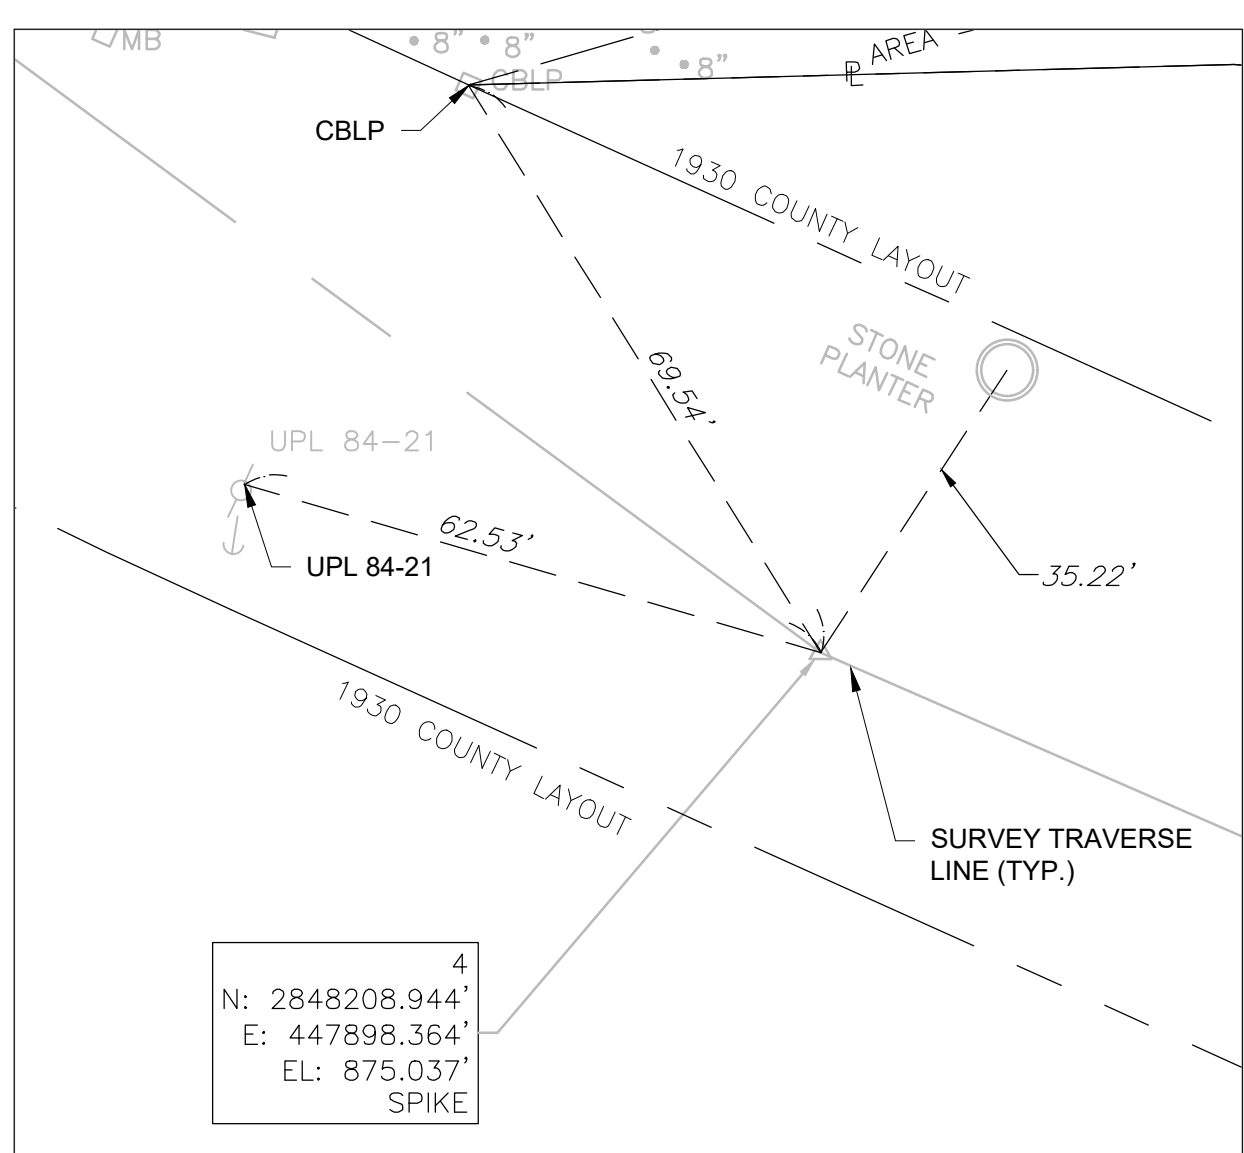 MB
8”
8”
8”
AREA
PL
CBLP
CBLP
1930 COUNTY LAYOUT
STONE
PLANTER
69.54’
UPL 84-21
62.53’
UPL 84-21
35.22’
1930 COUNTY LAYOUT
SURVEY TRAVERSE
LINE (TYP.)
4
N: 2848208.944’
E: 447898.364’
EL: 875.037’
SPIKE